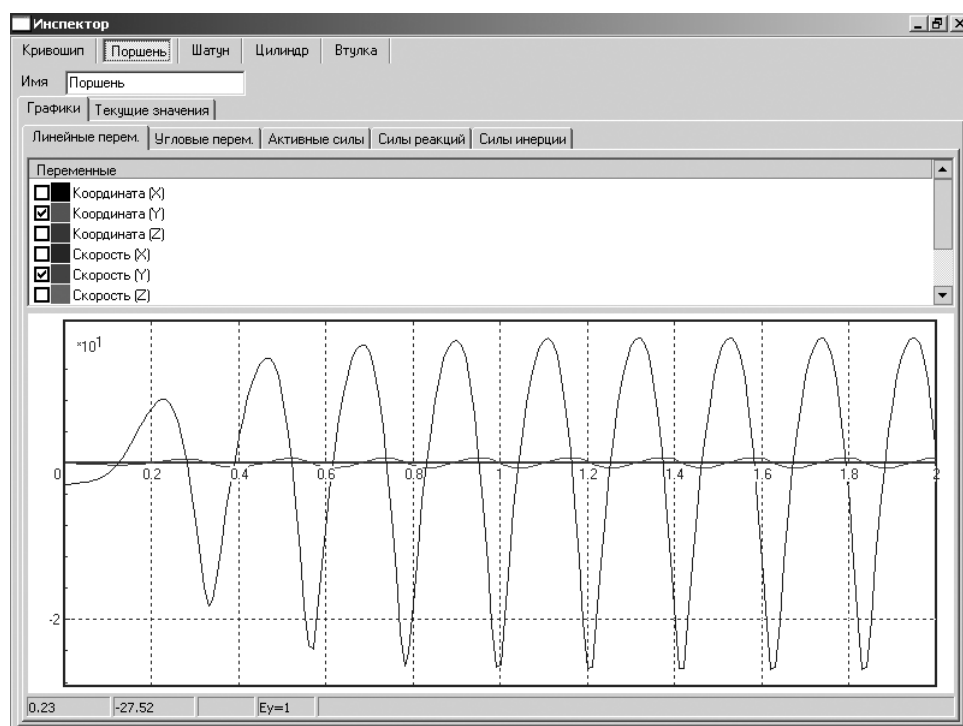 Инспектор
Кривошип Поршень Шатун Цилиндр Втулка
Имя Поршень
Графики Текущие значения
Линейные перем. Угловые перем. Активные силы Силы реакций Силы инерции
Переменные
Координата (X)
Координата (Y)
Координата (Z)
Скорость (X)
Скорость (Y)
Скорость (Z)
*10¹
0 0.2 0.4 0.6 0.8 1.0 1.2 1.4 1.6 1.8 2
-2
0.23 -27.52 Ey=1